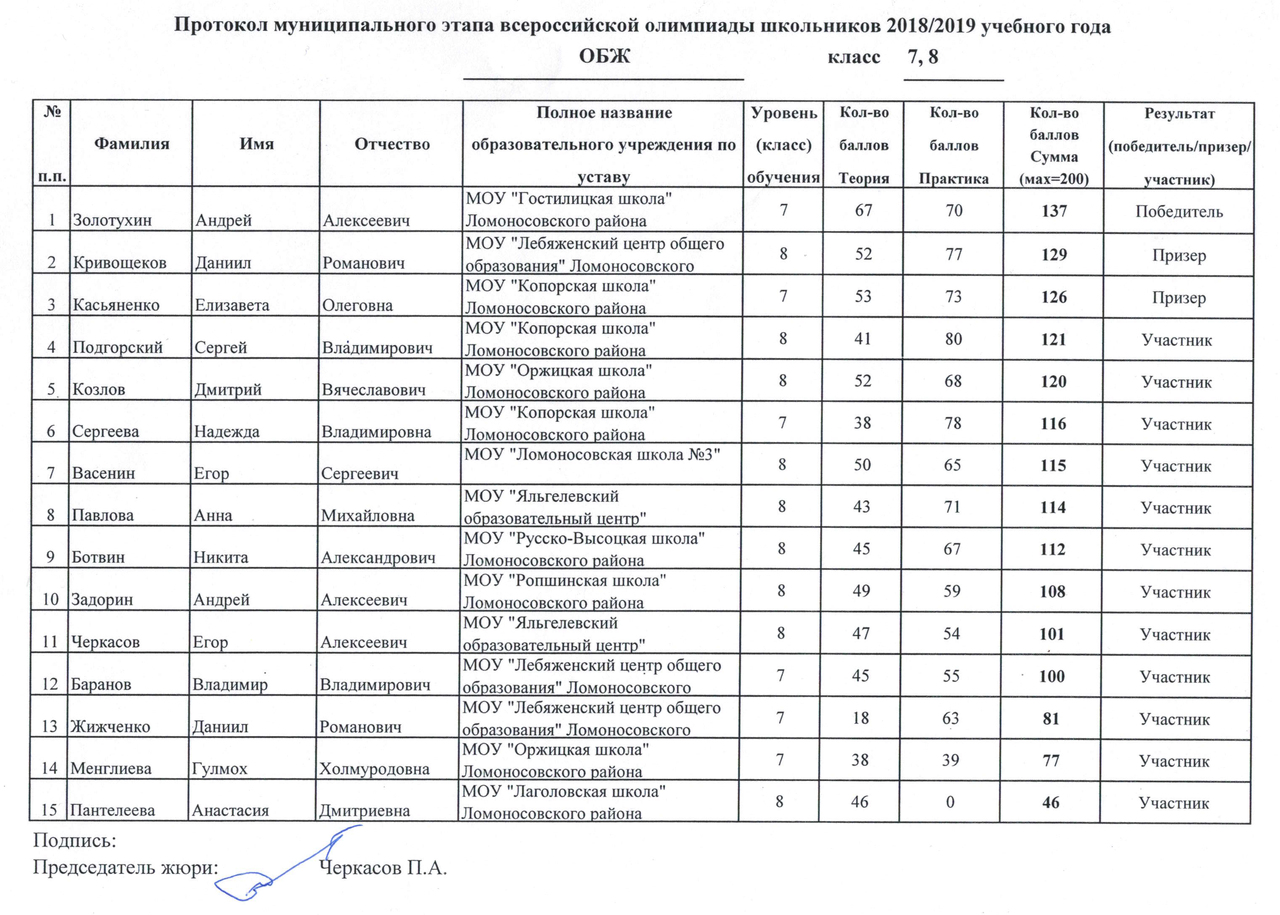 Протокол муниципального этапа всероссийской олимпиады школьников 2018/2019 учебного года
ОБЖ класс 7, 8
№ п.п. Фамилия Имя Отчество Полное название образовательного учреждения по уставу Уровень (класс) обучения Кол-во баллов Теория Кол-во баллов Практика Кол-во баллов Сумма (мах=200) Результат (победитель/призер/участник)
1 Золотухин Андрей Алексеевич МОУ "Гостилицкая школа" Ломоносовского района 7 67 70 137 Победитель
2 Кривощеков Даниил Романович МОУ "Лебяженский центр общего образования" Ломоносовского 8 52 77 129 Призер
3 Касьяненко Елизавета Олеговна МОУ "Копорская школа" Ломоносовского района 7 53 73 126 Призер
4 Подгорский Сергей Владимирович МОУ "Копорская школа" Ломоносовского района 8 41 80 121 Участник
5 Козлов Дмитрий Вячеславович МОУ "Оржицкая школа" Ломоносовского района 8 52 68 120 Участник
6 Сергеева Надежда Владимировна МОУ "Копорская школа" Ломоносовского района 7 38 78 116 Участник
7 Васенин Егор Сергеевич МОУ "Ломоносовская школа №3" 8 50 65 115 Участник
8 Павлова Анна Михайловна МОУ "Яльгелевский образовательный центр" 8 43 71 114 Участник
9 Ботвин Никита Александрович МОУ "Русско-Высоцкая школа" Ломоносовского района 8 45 67 112 Участник
10 Задорин Андрей Алексеевич МОУ "Ропшинская школа" Ломоносовского района 8 49 59 108 Участник
11 Черкасов Егор Алексеевич МОУ "Яльгелевский образовательный центр" 8 47 54 101 Участник
12 Баранов Владимир Владимирович МОУ "Лебяженский центр общего образования" Ломоносовского 7 45 55 100 Участник
13 Жижченко Даниил Романович МОУ "Лебяженский центр общего образования" Ломоносовского 7 18 63 81 Участник
14 Менглиева Гулмох Холмуродовна МОУ "Оржицкая школа" Ломоносовского района 7 38 39 77 Участник
15 Пантелеева Анастасия Дмитриевна МОУ "Лаголовская школа" Ломоносовского района 8 46 0 46 Участник
Подпись:
Председатель жюри: Черкасов П.А.